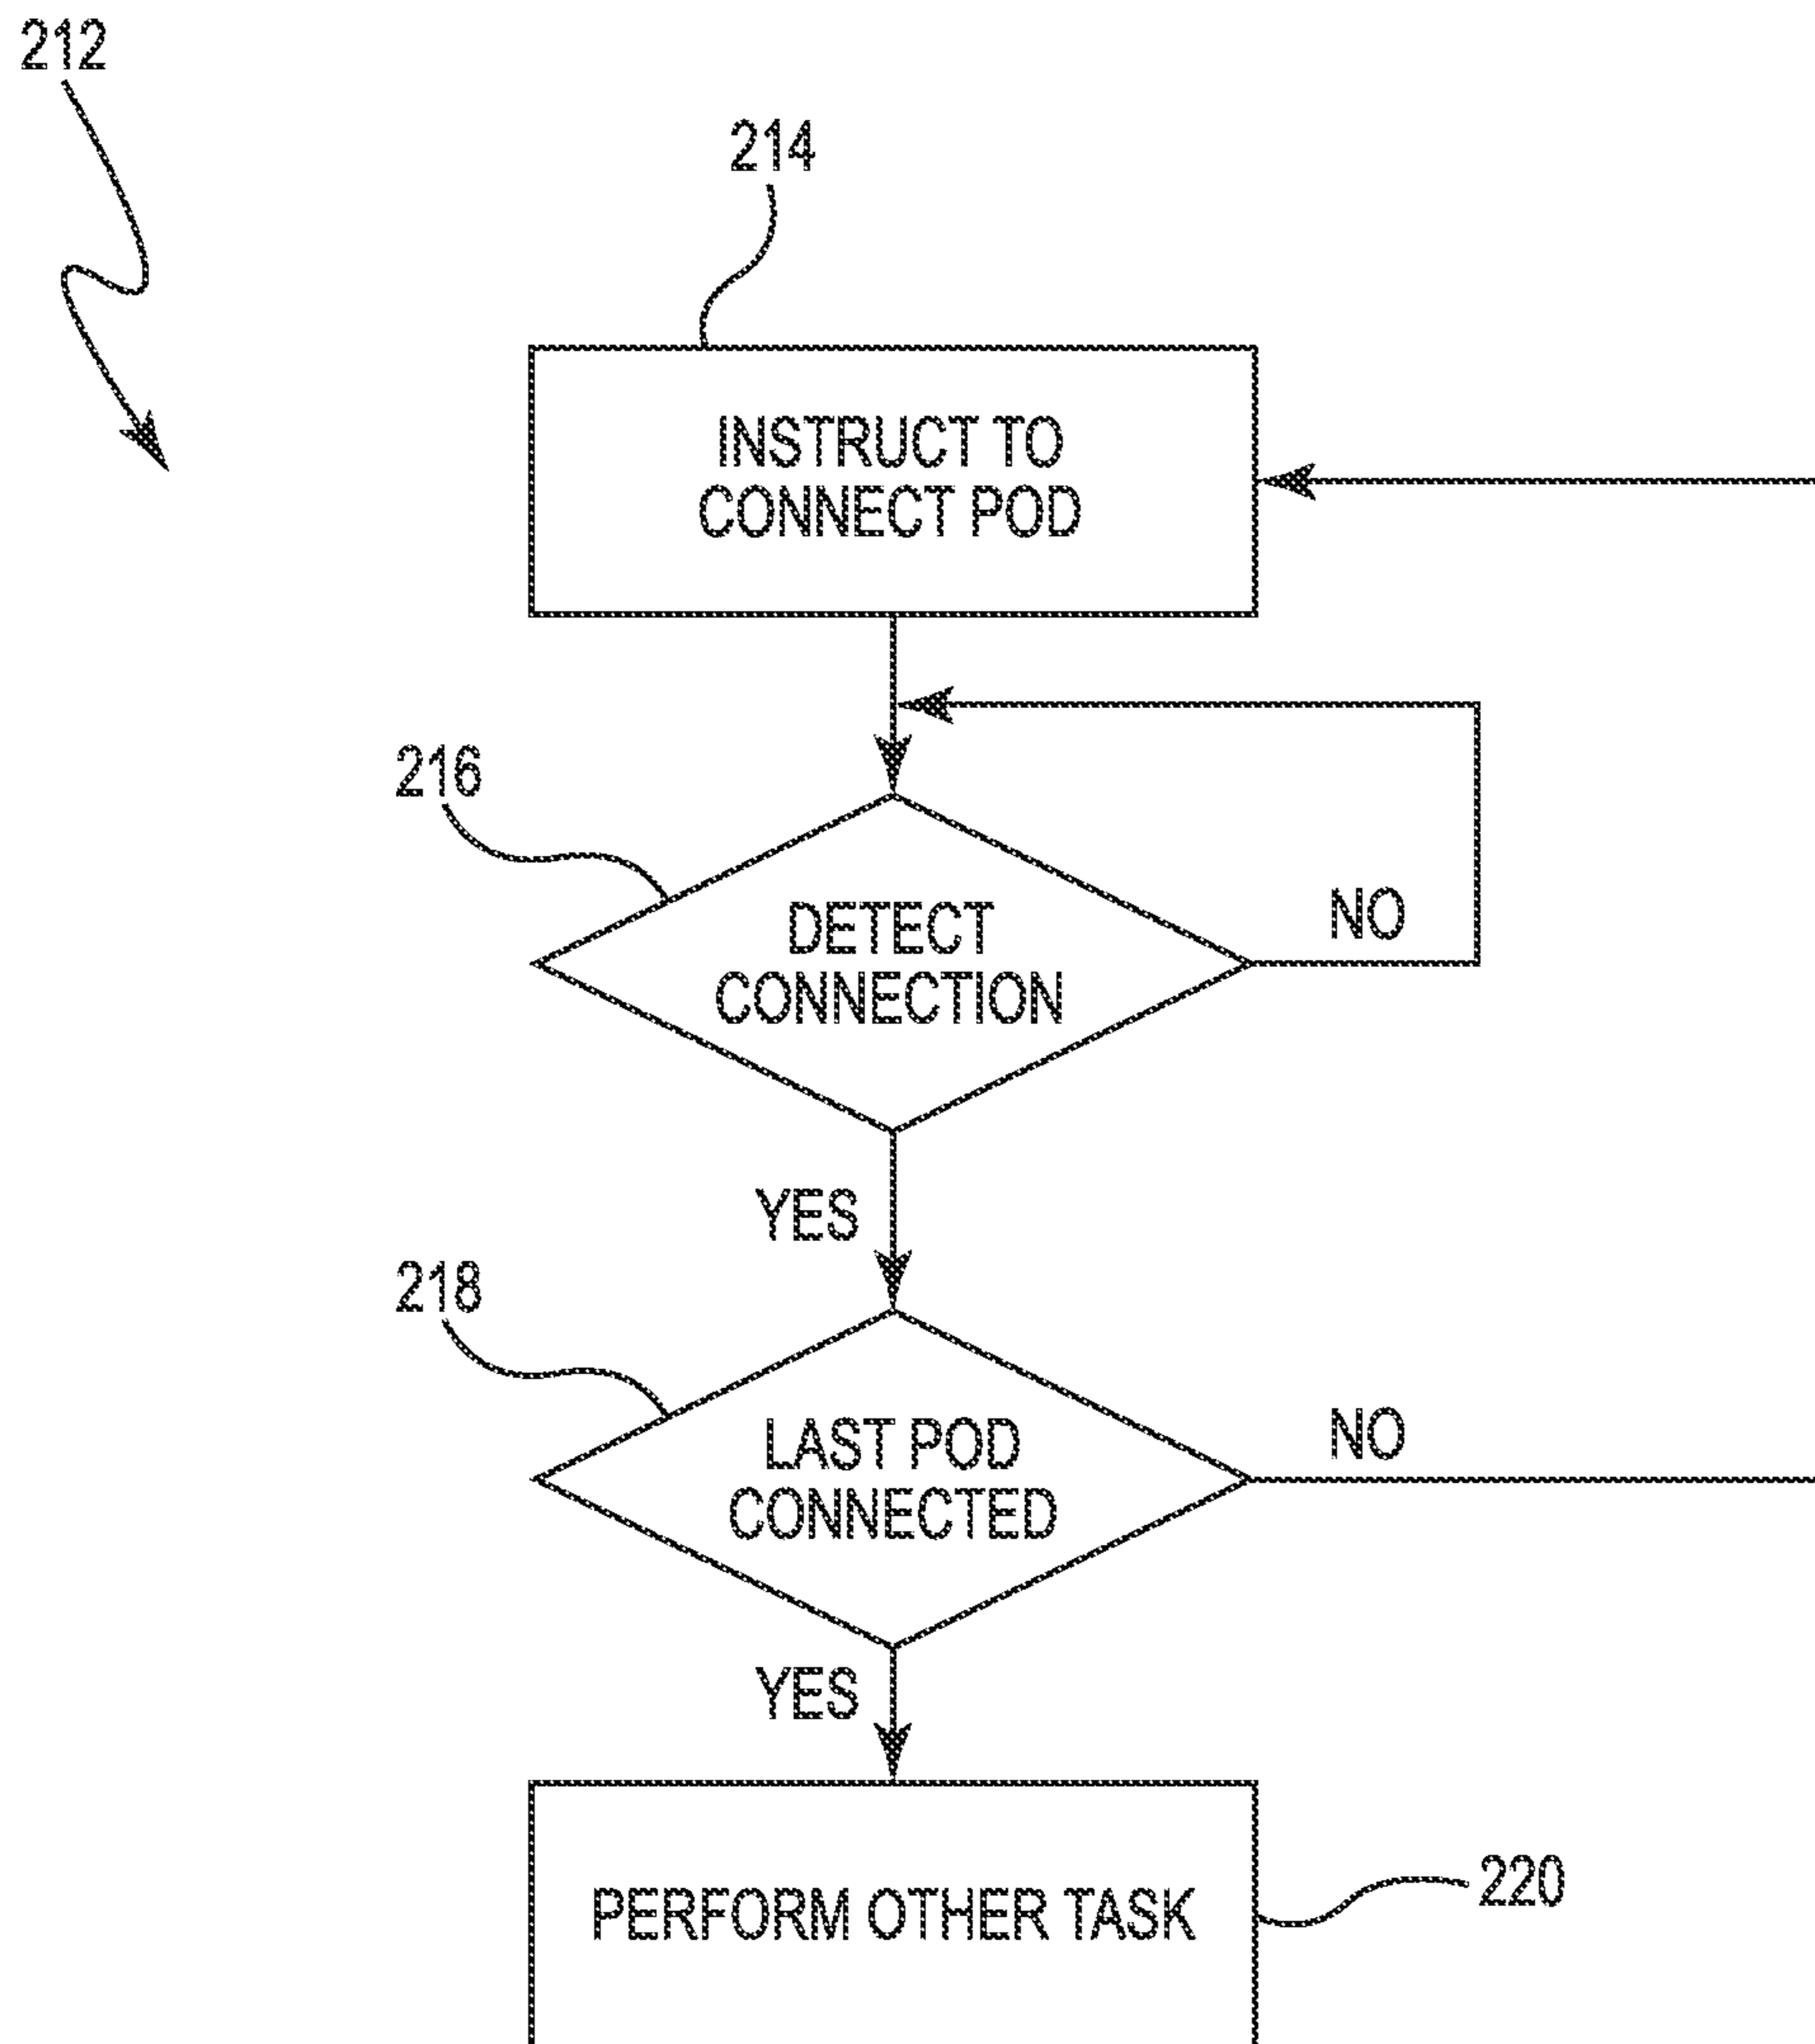 212
214
INSTRUCT TO
CONNECT POD
216
DETECT
CONNECTION
NO
YES
218
LAST POD
CONNECTED
NO
YES
PERFORM OTHER TASK
220